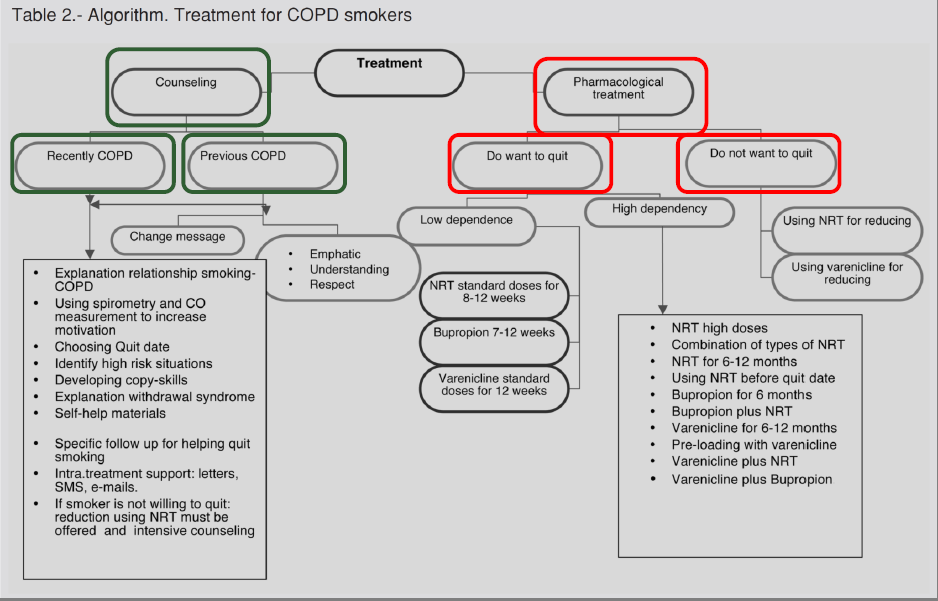 Table 2.- Algorithm. Treatment for COPD smokers
Treatment
Counseling
Pharmacological
treatment
Recently COPD
Previous COPD
Do want to quit
Do not want to quit
Change message
• Emphatic
• Understanding
• Respect
Low dependence
High dependency
Using NRT for reducing
Using varenicline for
reducing
NRT standard doses for
8-12 weeks
Bupropion 7-12 weeks
Varenicline standard
doses for 12 weeks
• Explanation relationship smoking-
COPD
• Using spirometry and CO
measurement to increase
motivation
• Choosing Quit date
• Identify high risk situations
• Developing copy-skills
• Explanation withdrawal syndrome
• Self-help materials
• Specific follow up for helping quit
smoking
• Intra.treatment support: letters,
SMS, e-mails.
• If smoker is not willing to quit:
reduction using NRT must be
offered and intensive counseling
• NRT high doses
• Combination of types of NRT
• NRT for 6-12 months
• Using NRT before quit date
• Bupropion for 6 months
• Bupropion plus NRT
• Varenicline for 6-12 months
• Pre-loading with varenicline
• Varenicline plus NRT
• Varenicline plus Bupropion